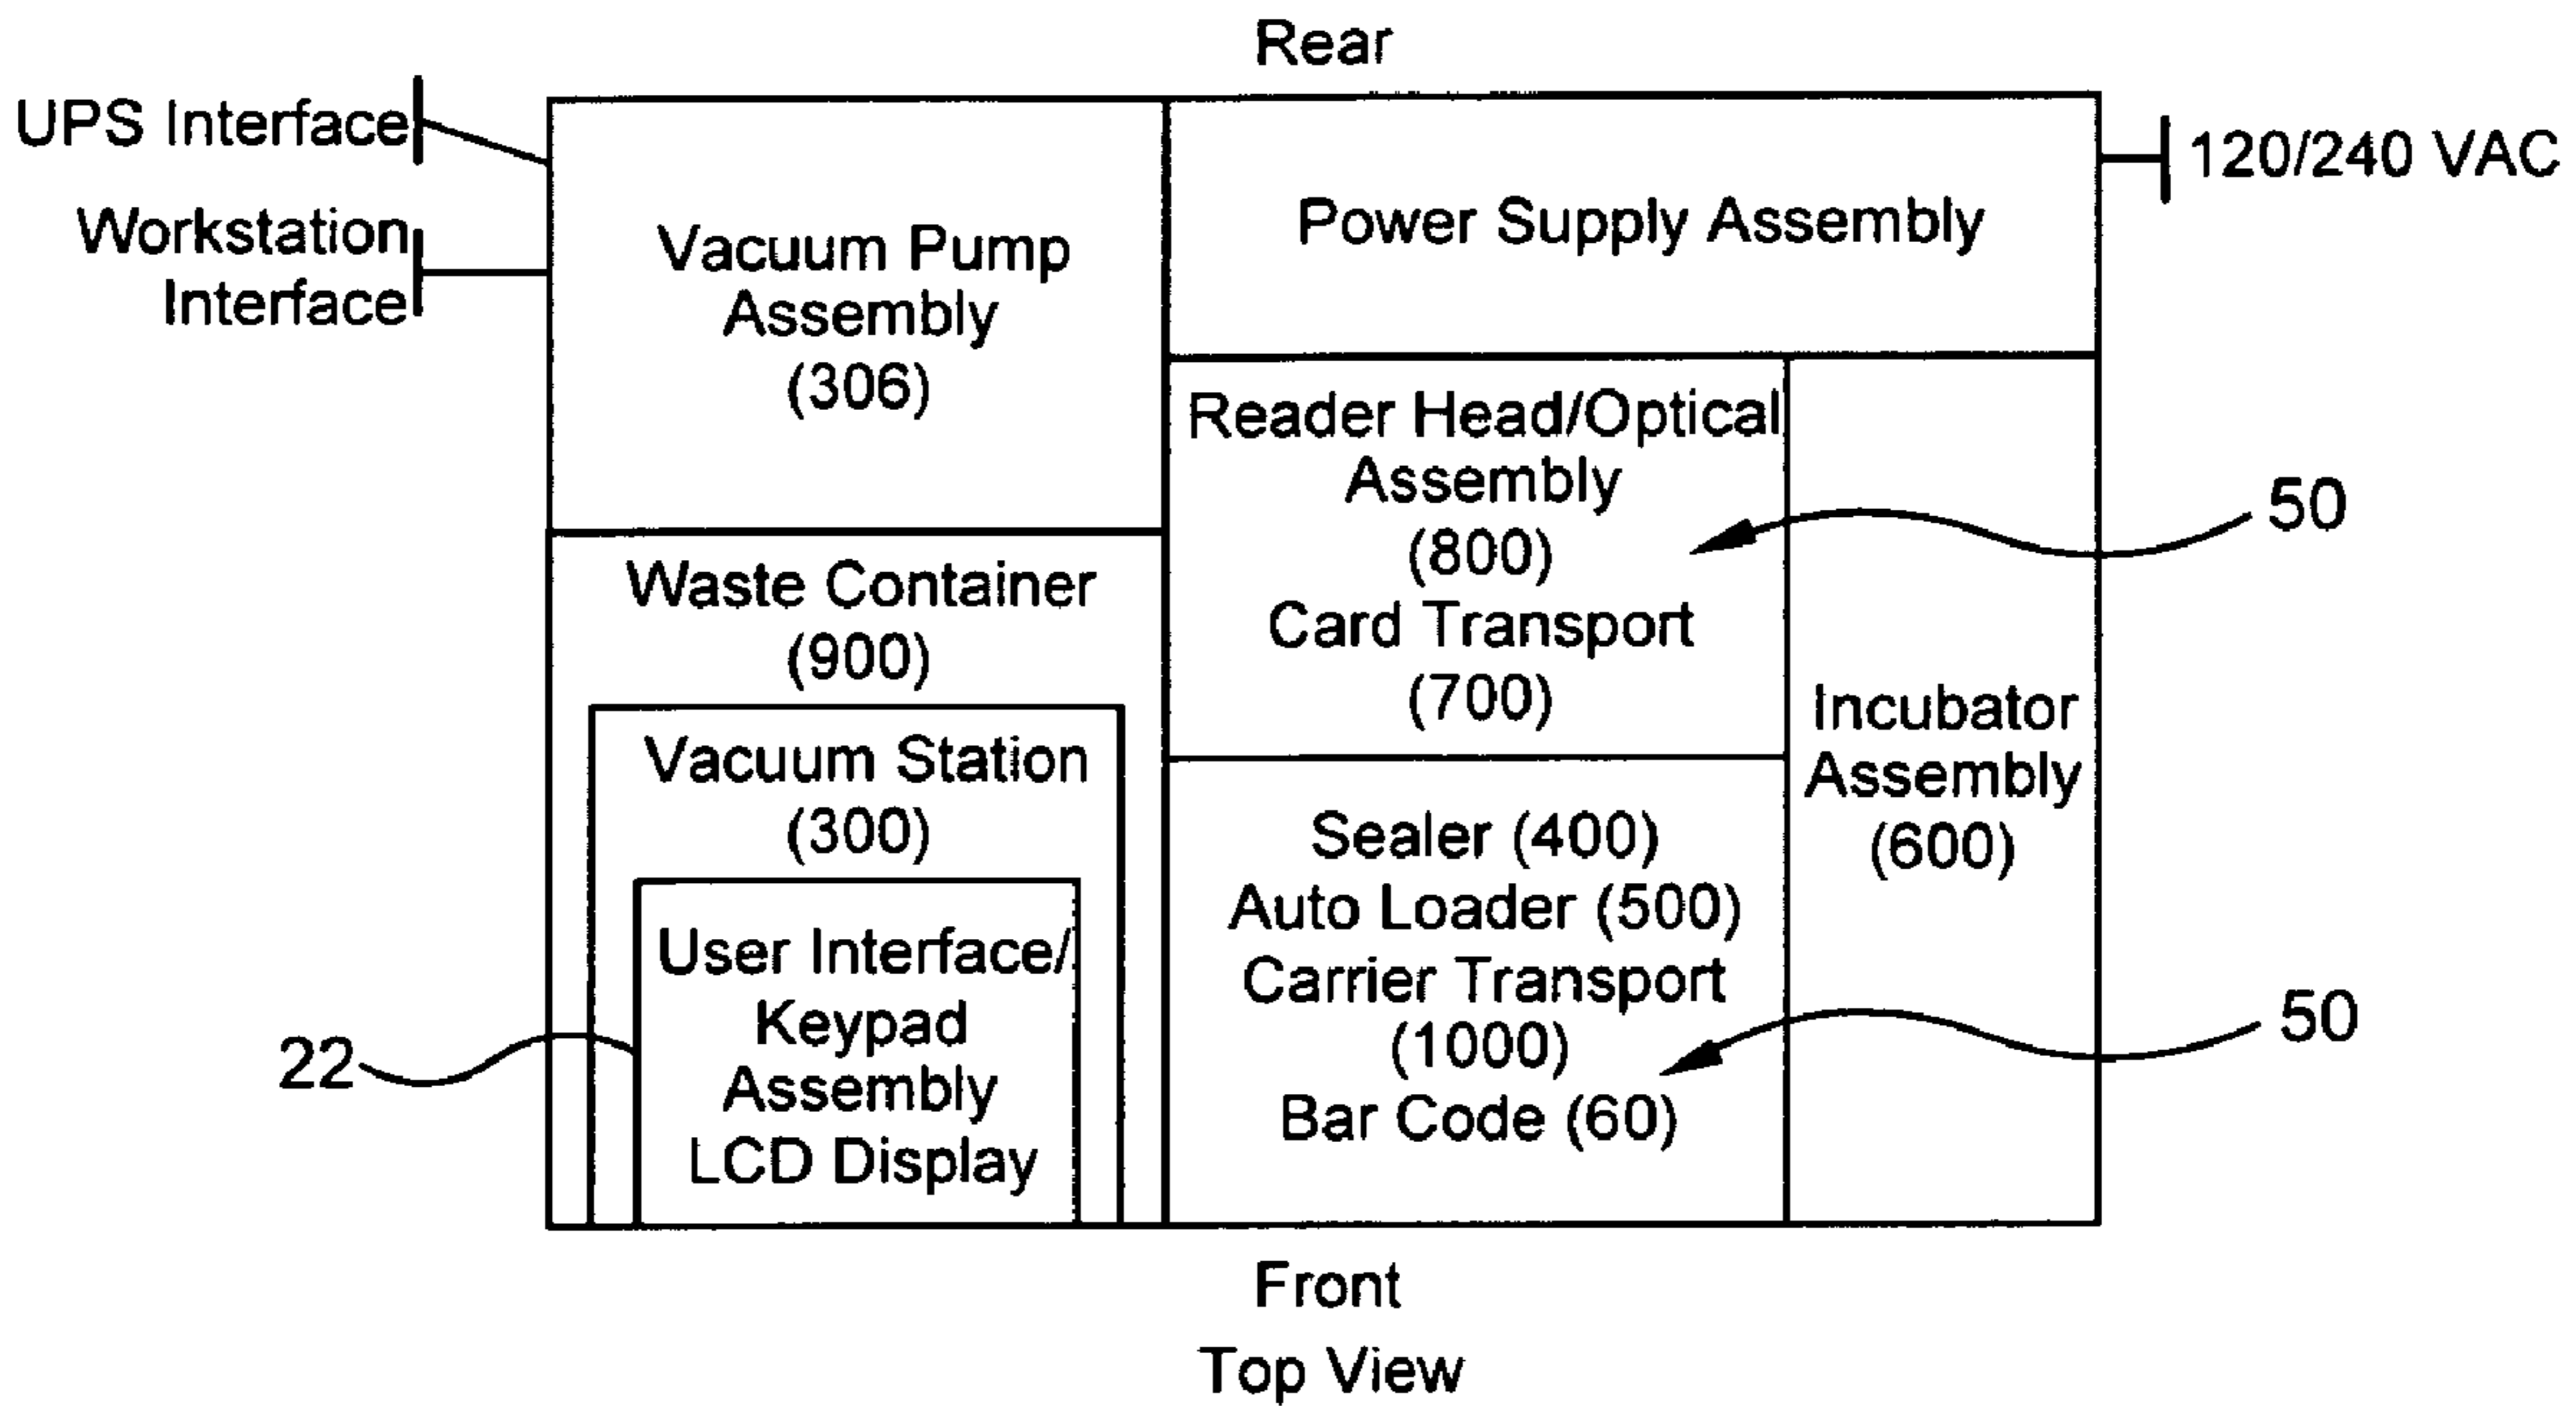 Rear
UPS Interface
Workstation
Interface
120/240 VAC
Vacuum Pump
Assembly
(306)
Power Supply Assembly
Reader Head/Optical
Assembly
(800)
Card Transport
(700)
50
Waste Container
(900)
Vacuum Station
(300)
User Interface/
Keypad
Assembly
LCD Display
22
Incubator
Assembly
(600)
Sealer (400)
Auto Loader (500)
Carrier Transport
(1000)
Bar Code (60)
50
Front
Top View